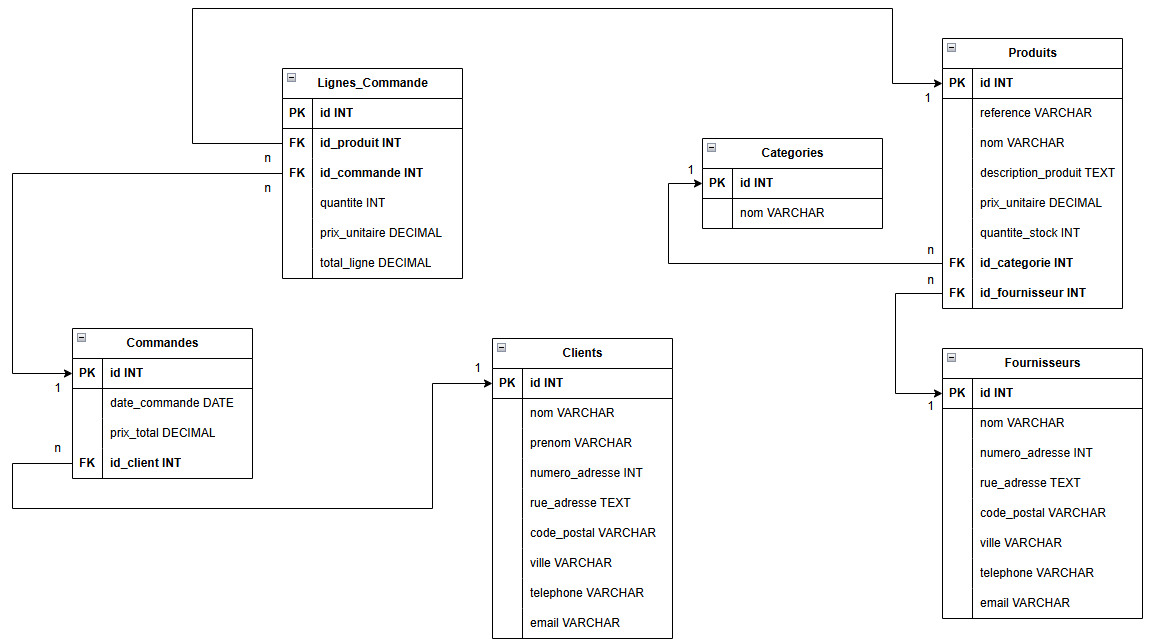 Lignes_Commande
PK id INT
FK id_produit INT
n
FK id_commande INT
n
quantite INT
prix_unitaire DECIMAL
total_ligne DECIMAL
Produits
PK id INT
1
reference VARCHAR
nom VARCHAR
description_produit TEXT
prix_unitaire DECIMAL
quantite_stock INT
n
FK id_categorie INT
n
FK id_fournisseur INT
Categories
1
PK id INT
nom VARCHAR
Commandes
PK id INT
1
date_commande DATE
prix_total DECIMAL
n
FK id_client INT
Clients
1
PK id INT
nom VARCHAR
prenom VARCHAR
numero_adresse INT
rue_adresse TEXT
code_postal VARCHAR
ville VARCHAR
telephone VARCHAR
email VARCHAR
Fournisseurs
PK id INT
1
nom VARCHAR
numero_adresse INT
rue_adresse TEXT
code_postal VARCHAR
ville VARCHAR
telephone VARCHAR
email VARCHAR